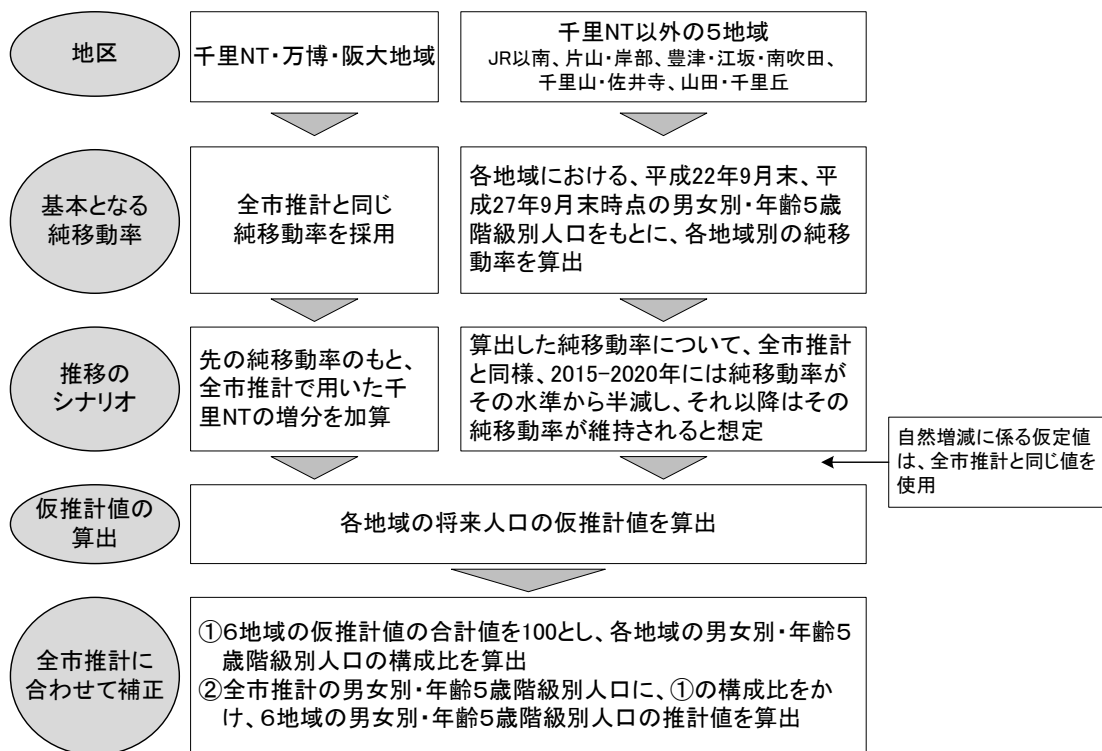 地区
千里NT・万博・阪大地域
千里NT以外の5地域
JR以南、片山・岸部、豊津・江坂・南吹田、
千里山・佐井寺、山田・千里丘
基本となる
純移動率
全市推計と同じ
純移動率を採用
各地域における、平成22年9月末、平
成27年9月末時点の男女別・年齢５歳
階級別人口をもとに、各地域別の純移
動率を算出
推移の
シナリオ
先の純移動率のもと、
全市推計で用いた千
里NTの増分を加算
算出した純移動率について、全市推計
と同様、2015-2020年には純移動率が
その水準から半減し、それ以降はその
純移動率が維持されると想定
自然増減に係る仮定値
は、全市推計と同じ値を
使用
仮推計値の
算出
各地域の将来人口の仮推計値を算出
全市推計に
合わせて補正
①６地域の仮推計値の合計値を100とし、各地域の男女別・年齢５
歳階級別人口の構成比を算出
②全市推計の男女別・年齢５歳階級別人口に、①の構成比をか
け、６地域の男女別・年齢５歳階級別人口の推計値を算出